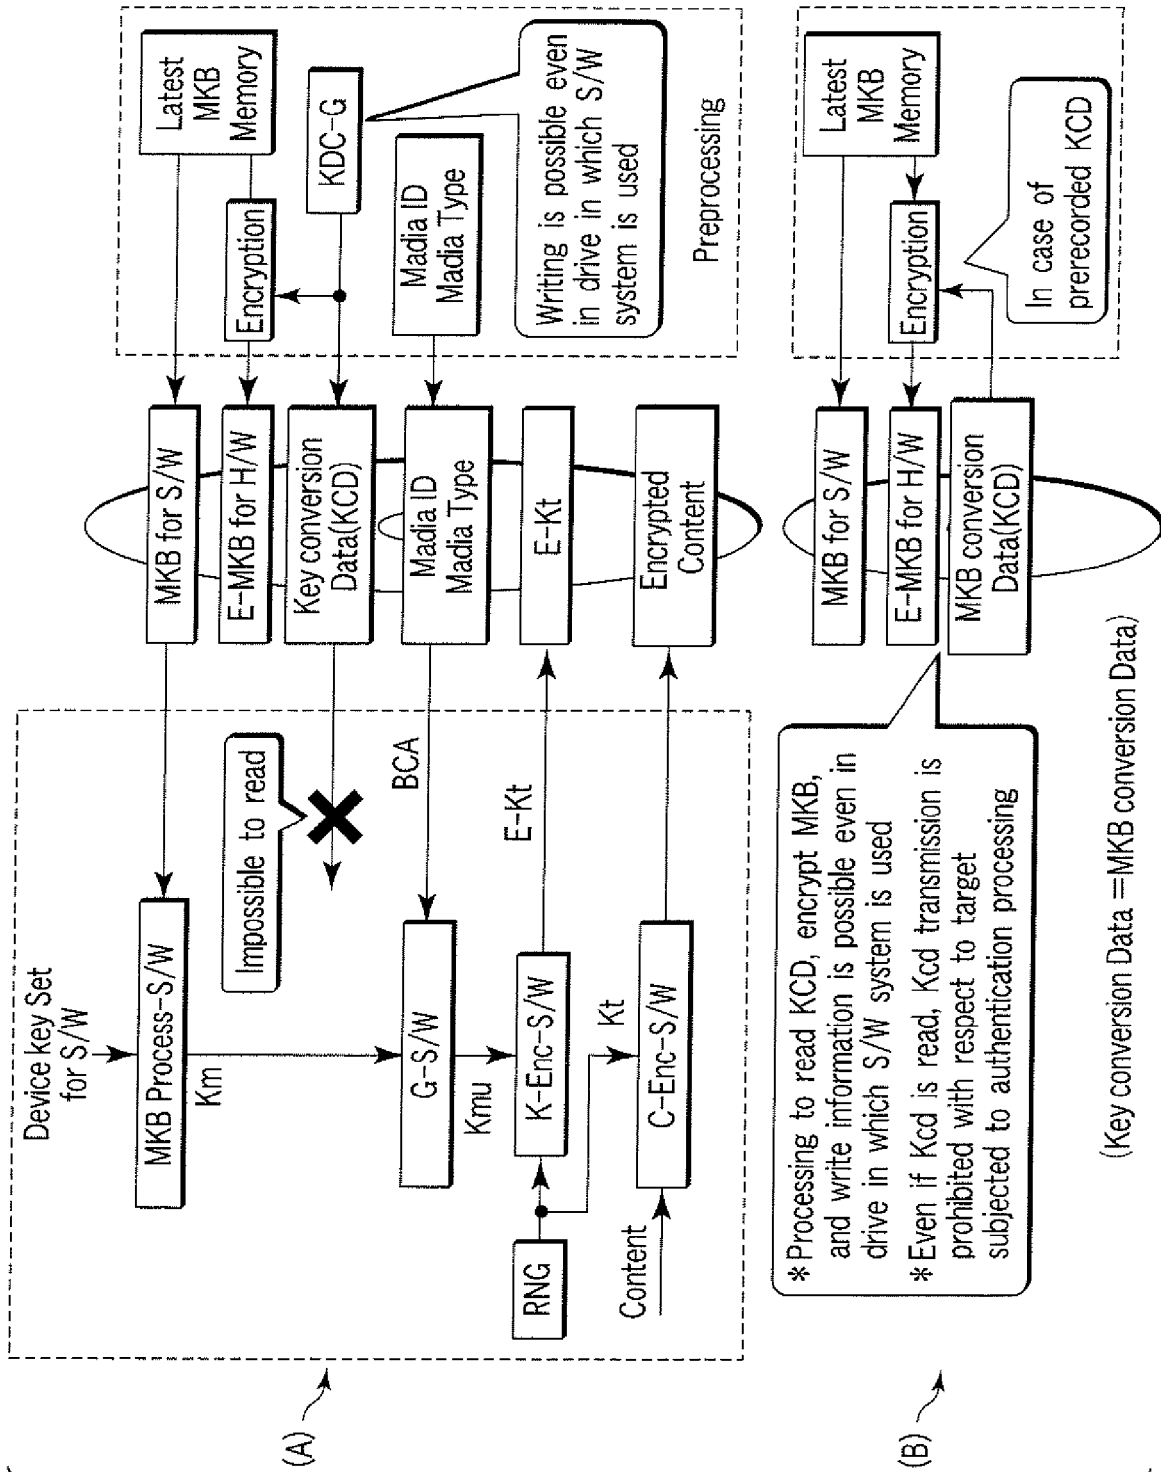 (A)
Device key Set
for S/W
MKB Process-S/W
Km
Impossible to read
G-S/W
BCA
Kmu
K-Enc-S/W
E-Kt
RNG
Kt
C-Enc-S/W
Content
MKB for S/W
E-MKB for H/W
Key conversion
Data(KCD)
Madia ID
Madia Type
E-Kt
Encrypted
Content
Latest
MKB
Memory
Encryption
KDC-G
Madia ID
Madia Type
Writing is possible even
in drive in which S/W
system is used
Preprocessing
(B)
*Processing to read KCD, encrypt MKB,
and write information is possible even in
drive in which S/W system is used
*Even if Kcd is read, Kcd transmission is
prohibited with respect to target
subjected to authentication processing
MKB for S/W
E-MKB for H/W
MKB conversion
Data(KCD)
Latest
MKB
Memory
Encryption
In case of
prerecorded KCD
(Key conversion Data =MKB conversion Data)